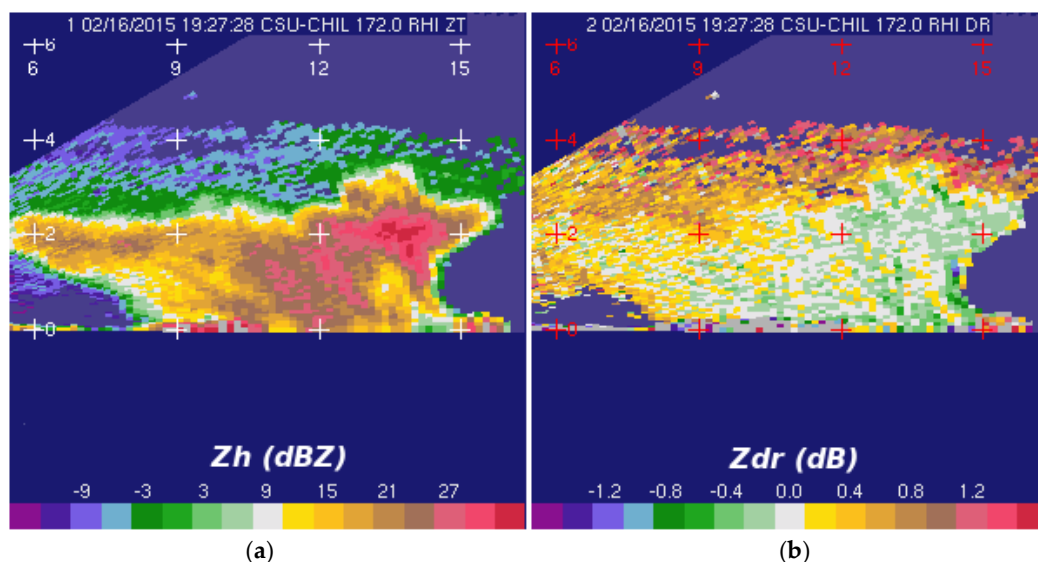 1 02/16/2015 19:27:28 CSU-CHIL 172.0 RHI ZT
6
6 9 12 15
4
2
0
Zh (dBZ)
-9 -3 3 9 15 21 27
(a)
2 02/16/2015 19:27:28 CSU-CHIL 172.0 RHI DR
6
6 9 12 15
4
2
0
Zdr (dB)
-1.2 -0.8 -0.4 0.0 0.4 0.8 1.2
(b)